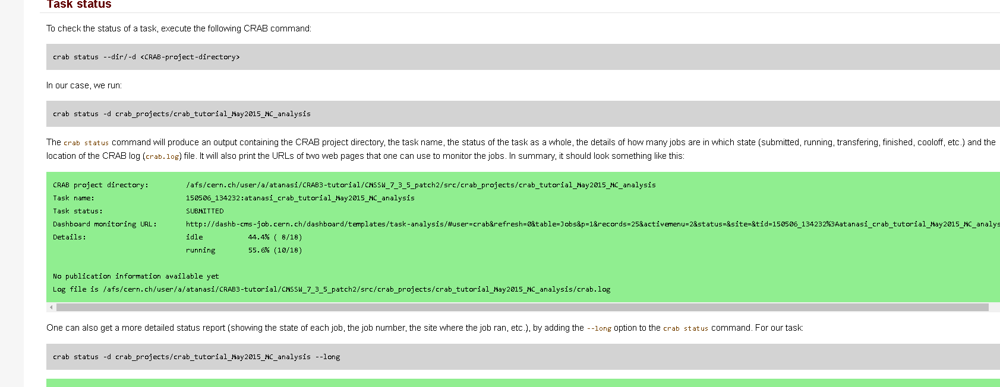 Task status
To check the status of a task, execute the following CRAB command:
crab status --dir/-d <CRAB-project-directory>
In our case, we run:
crab status -d crab_projects/crab_tutorial_May2015_MC_analysis
The crab status command will produce an output containing the CRAB project directory, the task name, the status of the task as a whole, the details of how many jobs are in which state (submitted, running, transfering, finished, cooloff, etc.) and the
location of the CRAB log (crab.log) file. It will also print the URLs of two web pages that one can use to monitor the jobs. In summary, it should look something like this:
CRAB project directory: /afs/cern.ch/user/a/atanasi/CRAB3-tutorial/CMSSW_7_3_5_patch2/src/crab_projects/crab_tutorial_May2015_MC_analysis
Task name: 150506_134232:atanasi_crab_tutorial_May2015_MC_analysis
Task status: SUBMITTED
Dashboard monitoring URL: http://dashb-cms-job.cern.ch/dashboard/templates/task-analysis/#user=crab&refresh=0&table=Jobs&p=1&records=25&activemenu=2&status=&site=&tid=150506_134232%3Aatanasi_crab_tutorial_May2015_MC_analys
Details: idle 44.4% ( 8/18)
running 55.6% (10/18)
No publication information available yet
Log file is /afs/cern.ch/user/a/atanasi/CRAB3-tutorial/CMSSW_7_3_5_patch2/src/crab_projects/crab_tutorial_May2015_MC_analysis/crab.log
One can also get a more detailed status report (showing the state of each job, the job number, the site where the job ran, etc.), by adding the --long option to the crab status command. For our task:
crab status -d crab_projects/crab_tutorial_May2015_MC_analysis --long